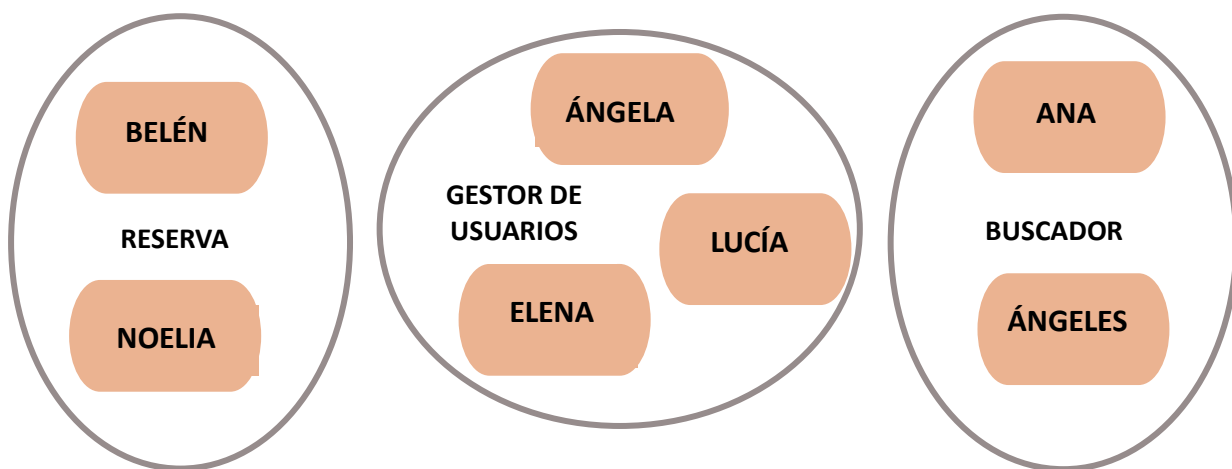 BELÉN
RESERVA
NOELIA
ÁNGELA
GESTOR DE
USUARIOS
LUCÍA
ELENA
ANA
BUSCADOR
ÁNGELES